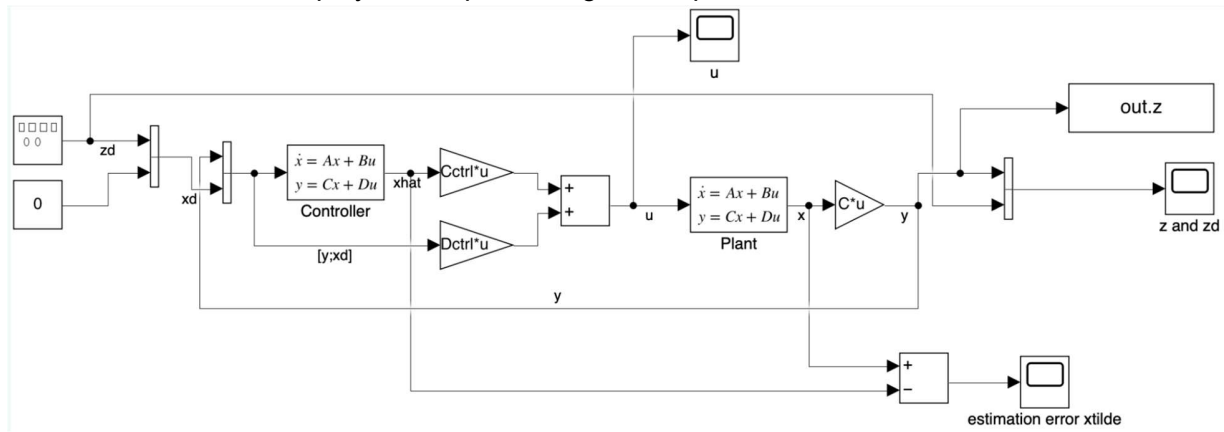 u
out.z
zd
0
xd
ẋ = Ax + Bu
y = Cx + Du
Controller
xhat
Cctrl*u
Dctrl*u
[y;xd]
+
+
u
ẋ = Ax + Bu
y = Cx + Du
Plant
x
C*u
y
z and zd
y
+
−
estimation error xtilde